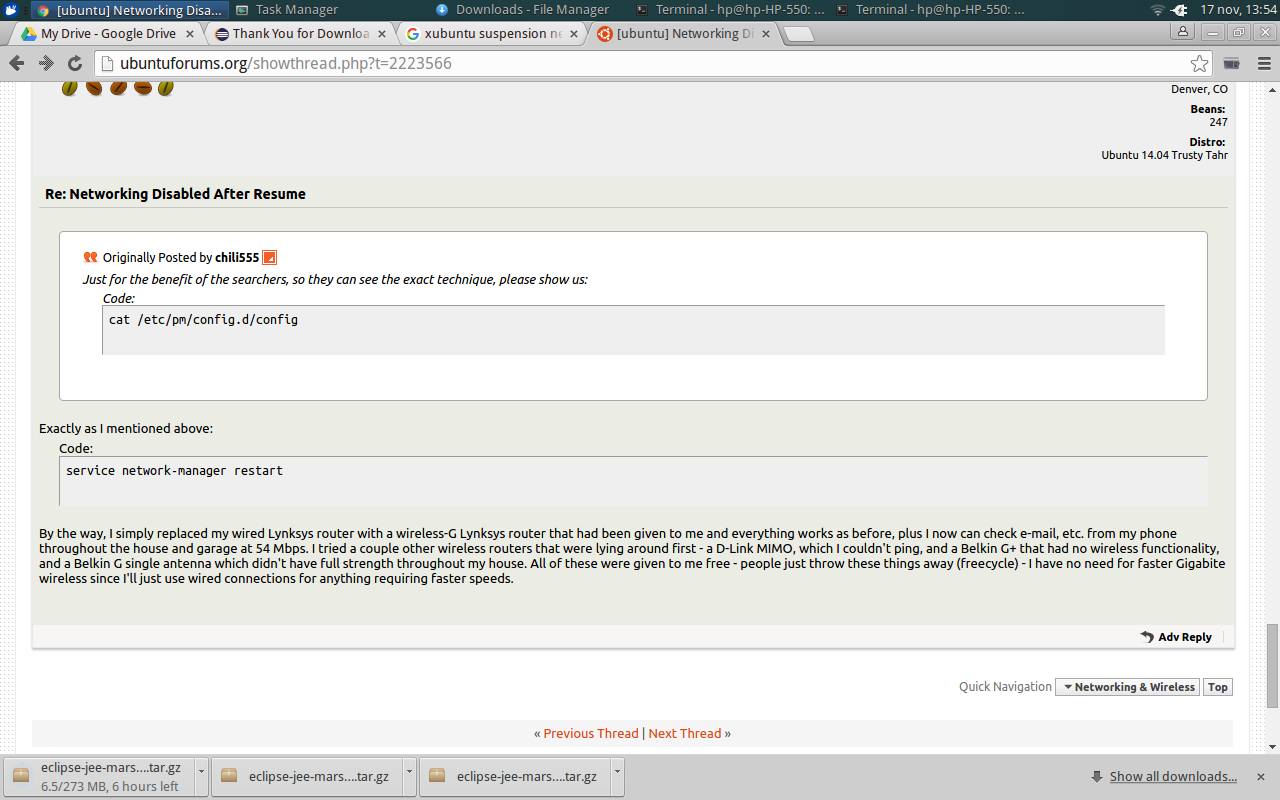 [ubuntu] Networking Disa...
Task Manager
Downloads - File Manager
Terminal - hp@hp-HP-550: ...
Terminal - hp@hp-HP-550: ...
17 nov, 13:54
My Drive - Google Drive
Thank You for Downloa
xubuntu suspension ne
[ubuntu] Networking Di
ubuntuforums.org/showthread.php?t=2223566
Denver, CO
Beans:
247
Distro:
Ubuntu 14.04 Trusty Tahr
Re: Networking Disabled After Resume
Originally Posted by chili555
Just for the benefit of the searchers, so they can see the exact technique, please show us:
Code:
cat /etc/pm/config.d/config
Exactly as I mentioned above:
Code:
service network-manager restart
By the way, I simply replaced my wired Lynksys router with a wireless-G Lynksys router that had been given to me and everything works as before, plus I now can check e-mail, etc. from my phone
throughout the house and garage at 54 Mbps. I tried a couple other wireless routers that were lying around first - a D-Link MIMO, which I couldn't ping, and a Belkin G+ that had no wireless functionality,
and a Belkin G single antenna which didn't have full strength throughout my house. All of these were given to me free - people just throw these things away (freecycle) - I have no need for faster Gigabite
wireless since I'll just use wired connections for anything requiring faster speeds.
Adv Reply
Quick Navigation Networking & Wireless Top
« Previous Thread | Next Thread »
eclipse-jee-mars....tar.gz
6.5/273 MB, 6 hours left
eclipse-jee-mars....tar.gz
eclipse-jee-mars....tar.gz
Show all downloads...